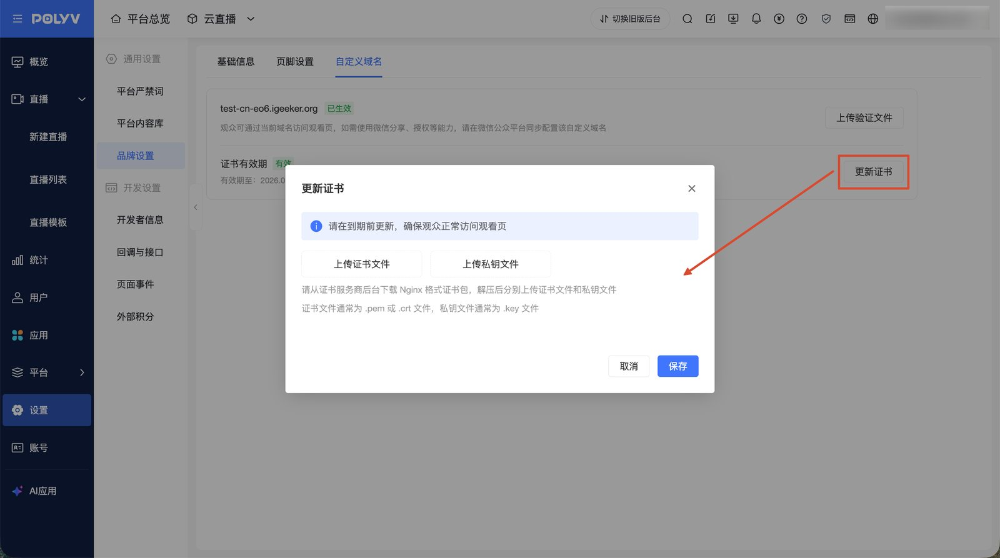 POLYV
平台总览
云直播
切换旧版后台
概览
直播
新建直播
直播列表
直播模板
统计
用户
应用
平台
设置
账号
AI应用
通用设置
平台严禁词
平台内容库
品牌设置
开发设置
开发者信息
回调与接口
页面事件
外部积分
基础信息
页脚设置
自定义域名
test-cn-eo6.igeeker.org 已生效
观众可通过当前域名访问观看页，如需使用微信分享、授权等能力，请在微信公众平台同步配置该自定义域名
上传验证文件
证书有效期 有效
有效期至：2026.0
更新证书
更新证书
请在到期前更新，确保观众正常访问观看页
上传证书文件
上传私钥文件
请从证书服务商后台下载 Nginx 格式证书包，解压后分别上传证书文件和私钥文件
证书文件通常为 .pem 或 .crt 文件，私钥文件通常为 .key 文件
取消
保存